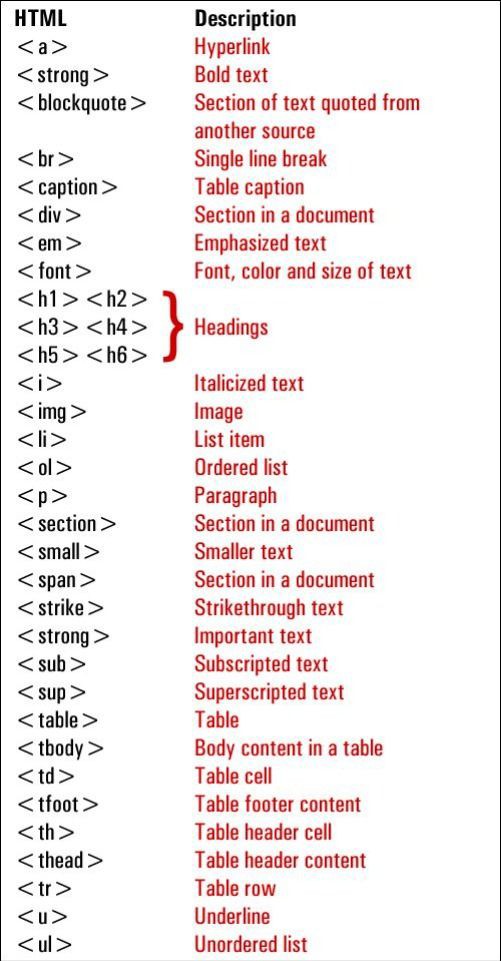 HTML Description
<a> Hyperlink
<strong> Bold text
<blockquote> Section of text quoted from
another source
<br> Single line break
<caption> Table caption
<div> Section in a document
<em> Emphasized text
<font> Font, color and size of text
<h1> <h2>
<h3> <h4> } Headings
<h5> <h6>
<i> Italicized text
<img> Image
<li> List item
<ol> Ordered list
<p> Paragraph
<section> Section in a document
<small> Smaller text
<span> Section in a document
<strike> Strikethrough text
<strong> Important text
<sub> Subscripted text
<sup> Superscripted text
<table> Table
<tbody> Body content in a table
<td> Table cell
<tfoot> Table footer content
<th> Table header cell
<thead> Table header content
<tr> Table row
<u> Underline
<ul> Unordered list